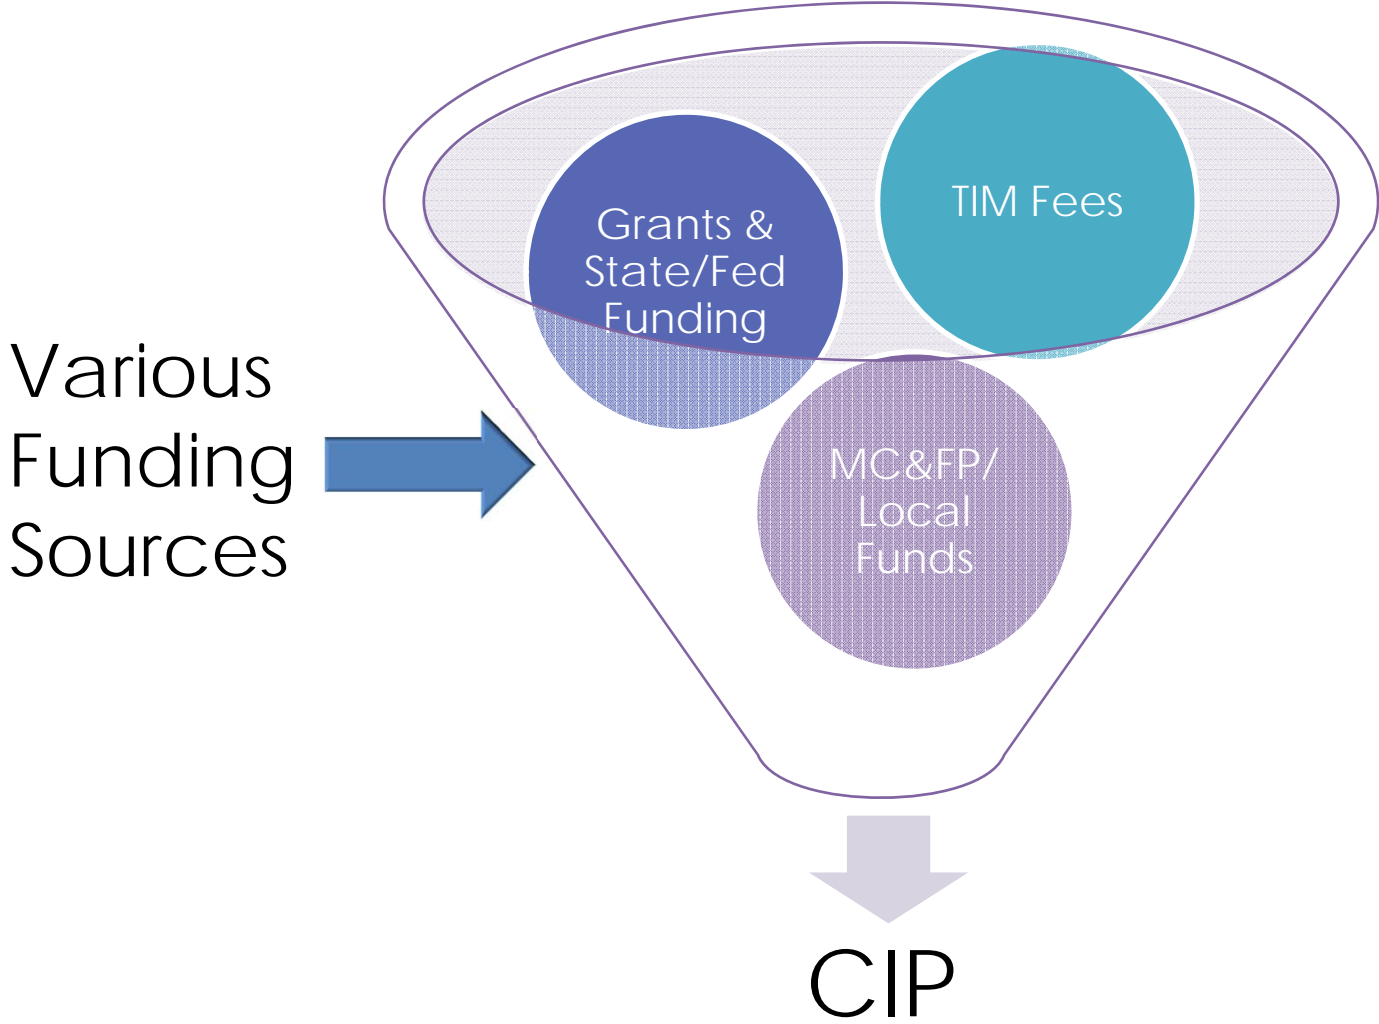 TIM Fees
Grants &
State/Fed
Funding
Various
Funding
Sources
MC&FP/
Local
Funds
CIP